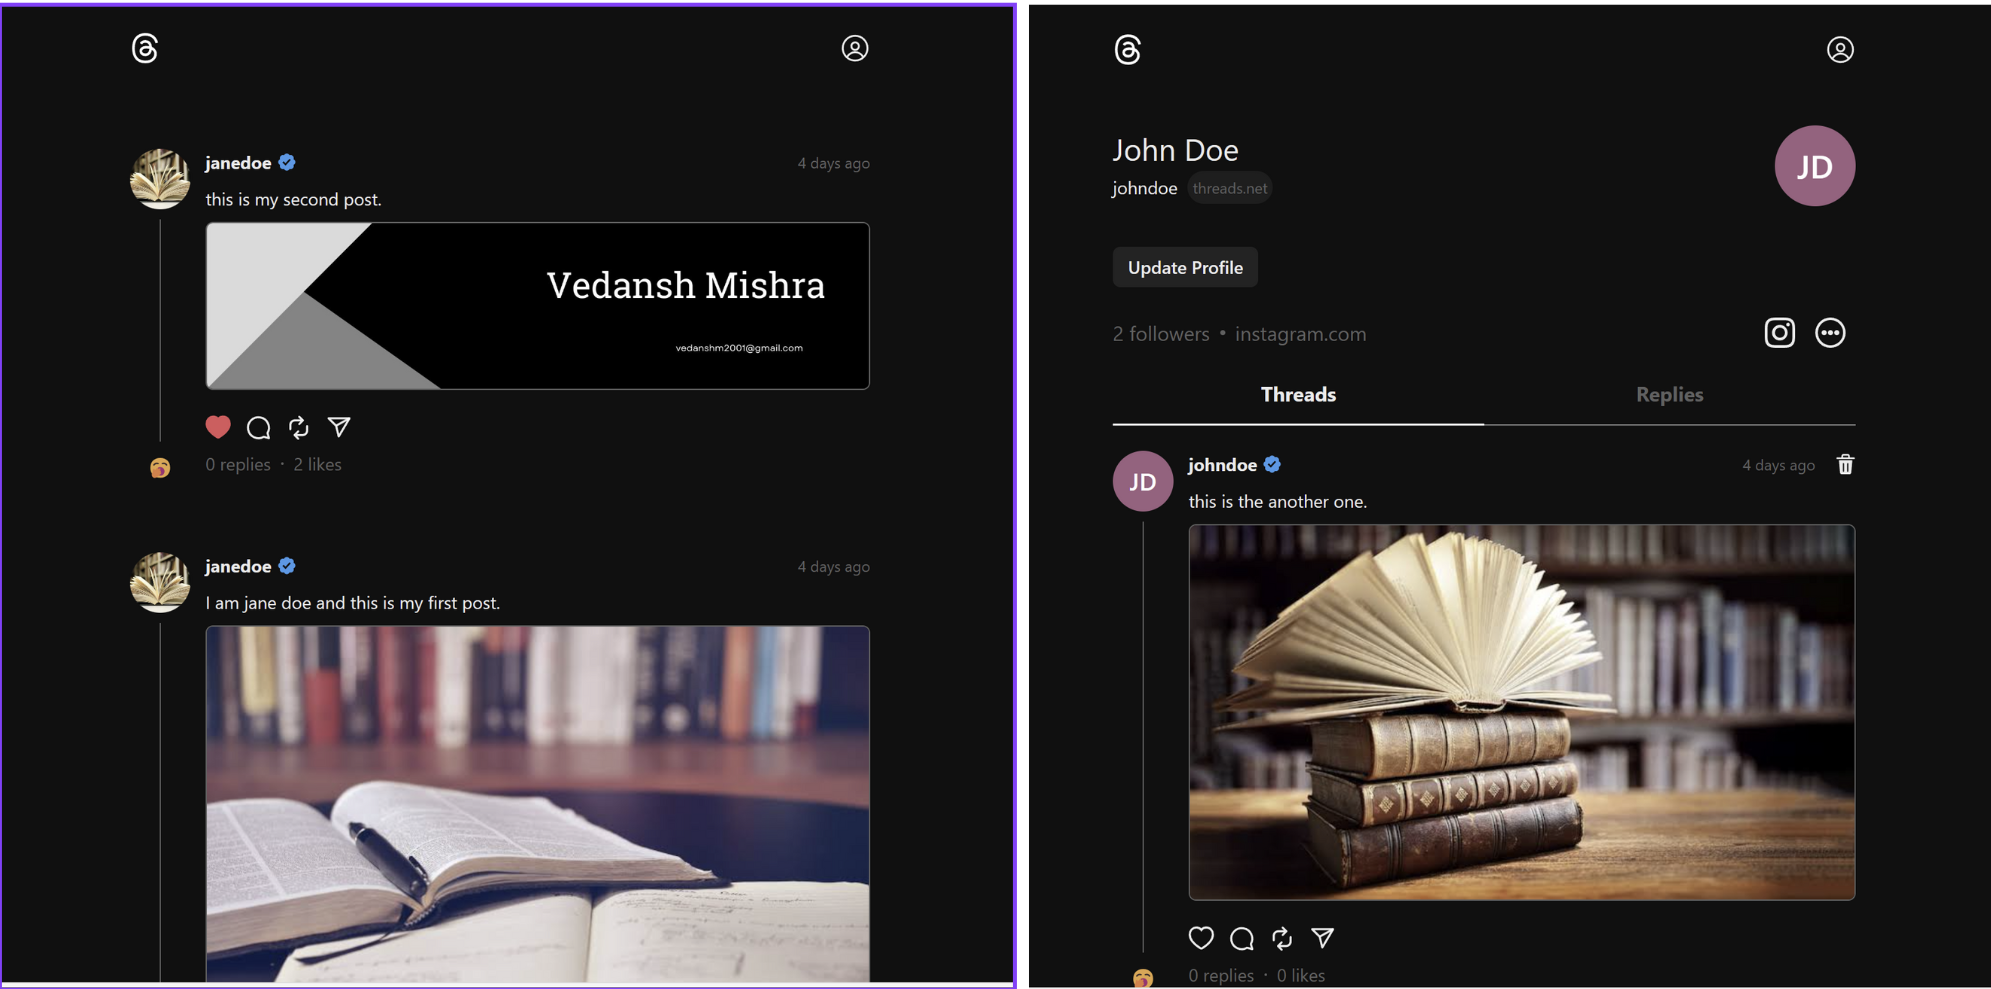 janedoe
4 days ago
this is my second post.
Vedansh Mishra
vedanshm2001@gmail.com
0 replies · 2 likes
janedoe
4 days ago
I am jane doe and this is my first post.
John Doe
johndoe threads.net
JD
Update Profile
2 followers • instagram.com
Threads
Replies
JD
johndoe
4 days ago
this is the another one.
0 replies · 0 likes